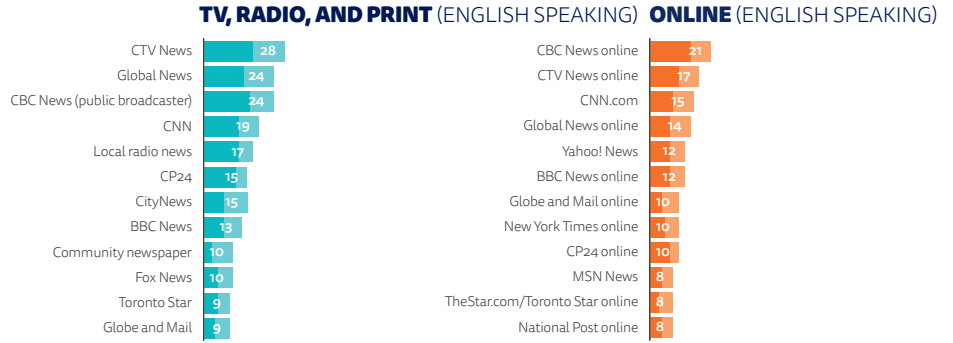 TV, RADIO, AND PRINT (ENGLISH SPEAKING)
CTV News 28
Global News 24
CBC News (public broadcaster) 24
CNN 19
Local radio news 17
CP24 15
CityNews 15
BBC News 13
Community newspaper 10
Fox News 10
Toronto Star 9
Globe and Mail 9
ONLINE (ENGLISH SPEAKING)
CBC News online 21
CTV News online 17
CNN.com 15
Global News online 14
Yahoo! News 12
BBC News online 12
Globe and Mail online 10
New York Times online 10
CP24 online 10
MSN News 8
TheStar.com/Toronto Star online 8
National Post online 8